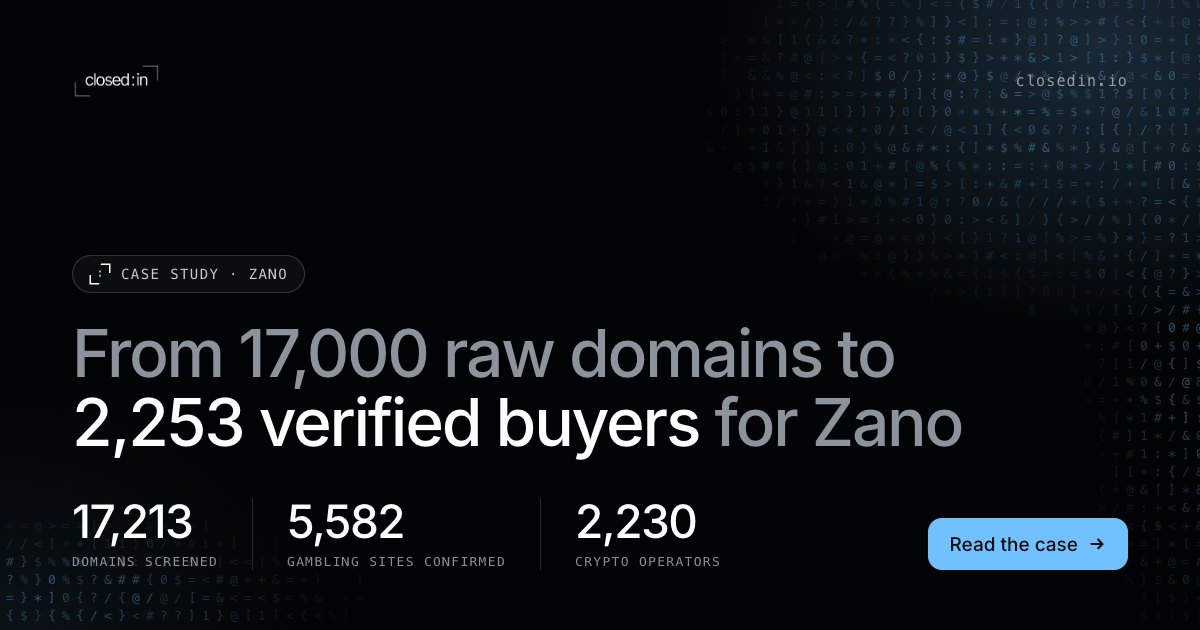 closed:in
closedin.io
CASE STUDY · ZANO
From 17,000 raw domains to
2,253 verified buyers for Zano
17,213
DOMAINS SCREENED
5,582
GAMBLING SITES CONFIRMED
2,230
CRYPTO OPERATORS
Read the case →